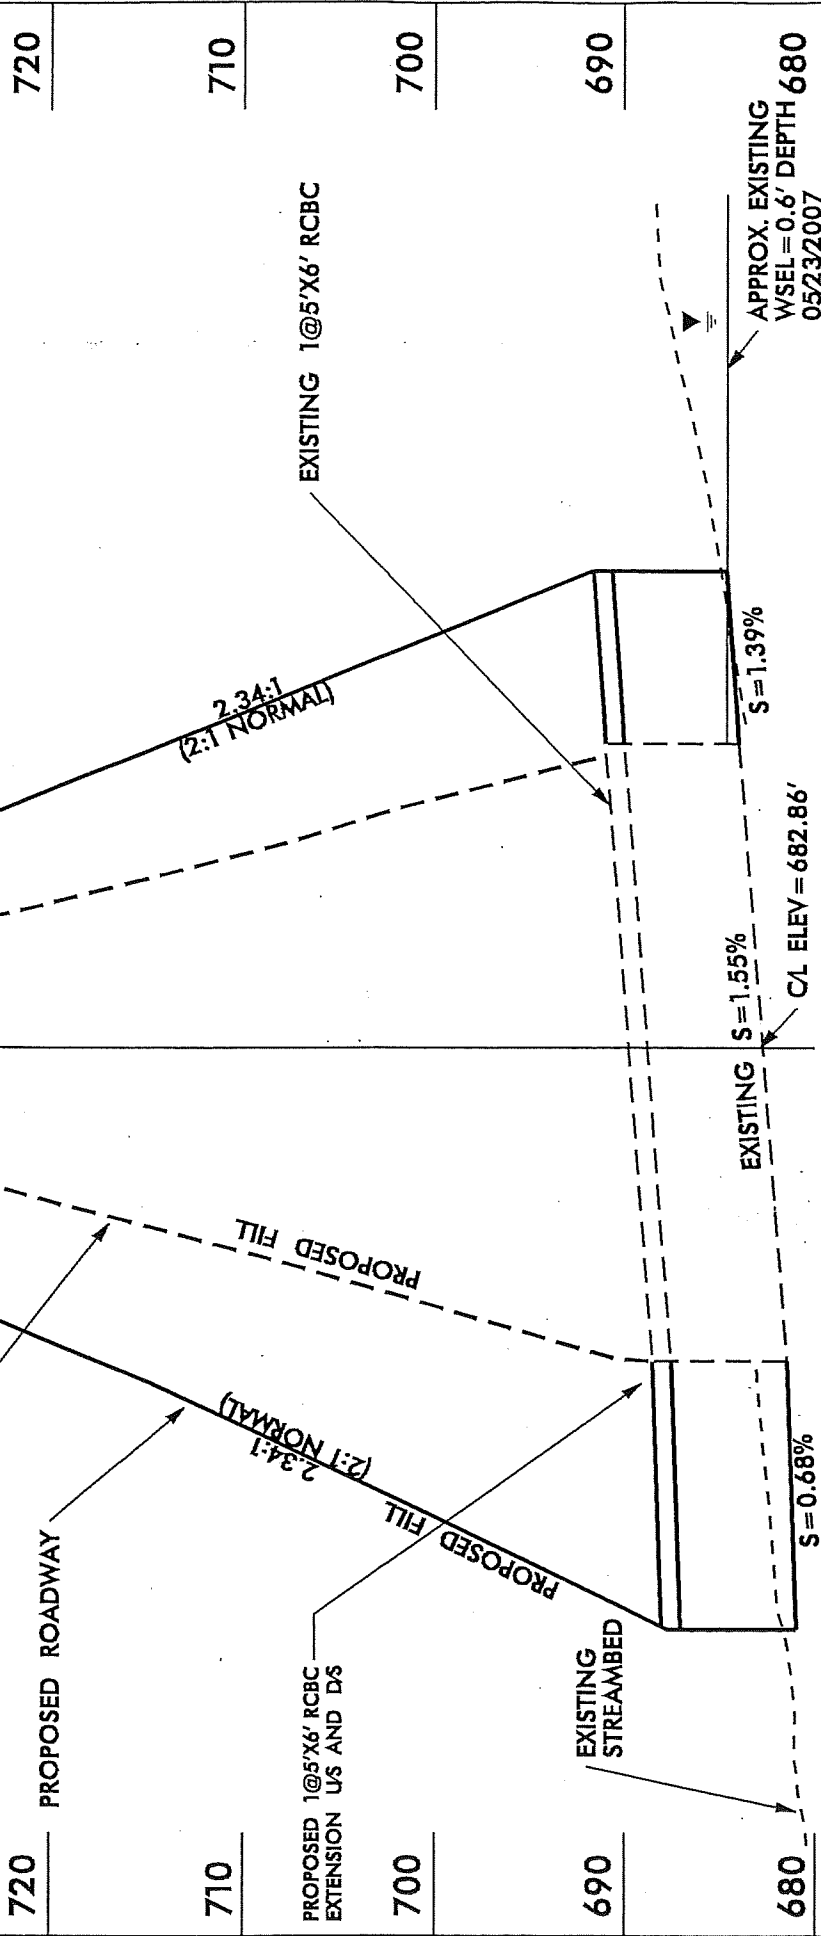 720
710
700
690
680
720
710
700
690
680
PROPOSED ROADWAY
PROPOSED FILL
2.34:1
(2:1 NORMAL)
PROPOSED FILL
PROPOSED 1@5'X6' RCBC
EXTENSION U/S AND D/S
EXISTING
STREAMBED
S=0.68%
EXISTING S=1.55%
C/L ELEV=682.86'
2.34:1
(2:1 NORMAL)
EXISTING 1@5'X6' RCBC
S=1.39%
APPROX. EXISTING
WSEL=0.6' DEPTH
05/23/2007